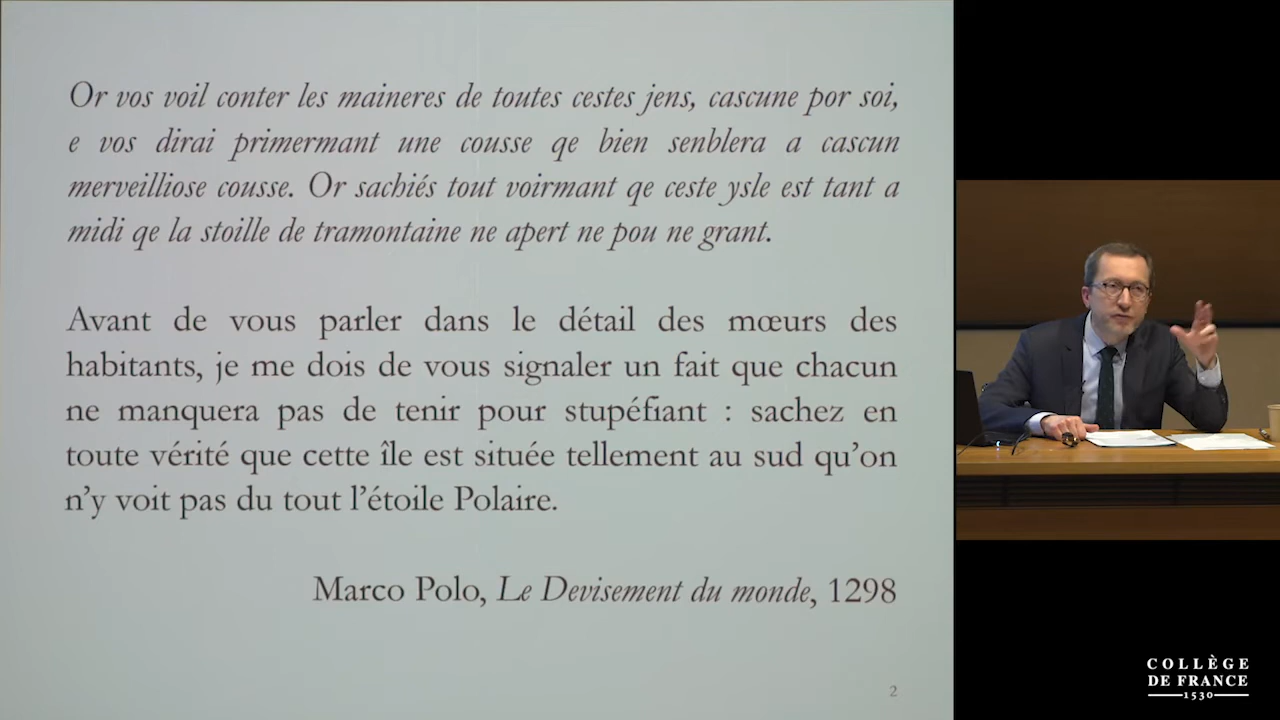 Or vos voil conter les maineres de toutes cestes jens, cascune por soi,
e vos dirai primermant une cousse qe bien senblera a cascun
merveilliose cousse. Or sachiés tout voirmant qe ceste ysle est tant a
midi qe la stoille de tramontaine ne apert ne pou ne grant.
Avant de vous parler dans le détail des mœurs des
habitants, je me dois de vous signaler un fait que chacun
ne manquera pas de tenir pour stupéfiant : sachez en
toute vérité que cette île est située tellement au sud qu’on
n’y voit pas du tout l’étoile Polaire.
Marco Polo, Le Devisement du monde, 1298
2
COLLÈGE
DE FRANCE
1530